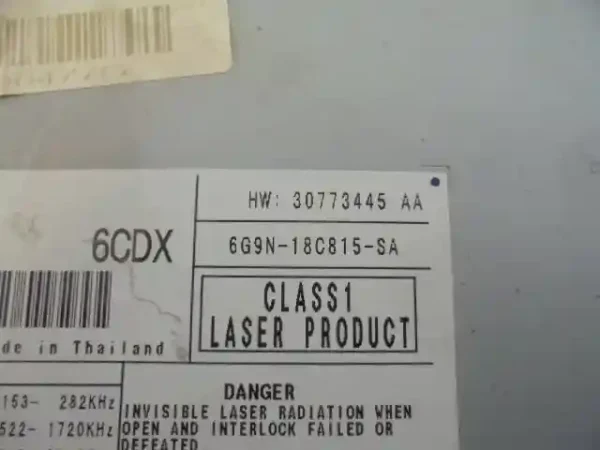 HW: 30773445 AA
6CDX
6G9N-18C815-SA
CLASS1
LASER PRODUCT
de in Thailand
153- 282KHz
522- 1720KHz
DANGER
INVISIBLE LASER RADIATION WHEN
OPEN AND INTERLOCK FAILED OR
DEFEATED